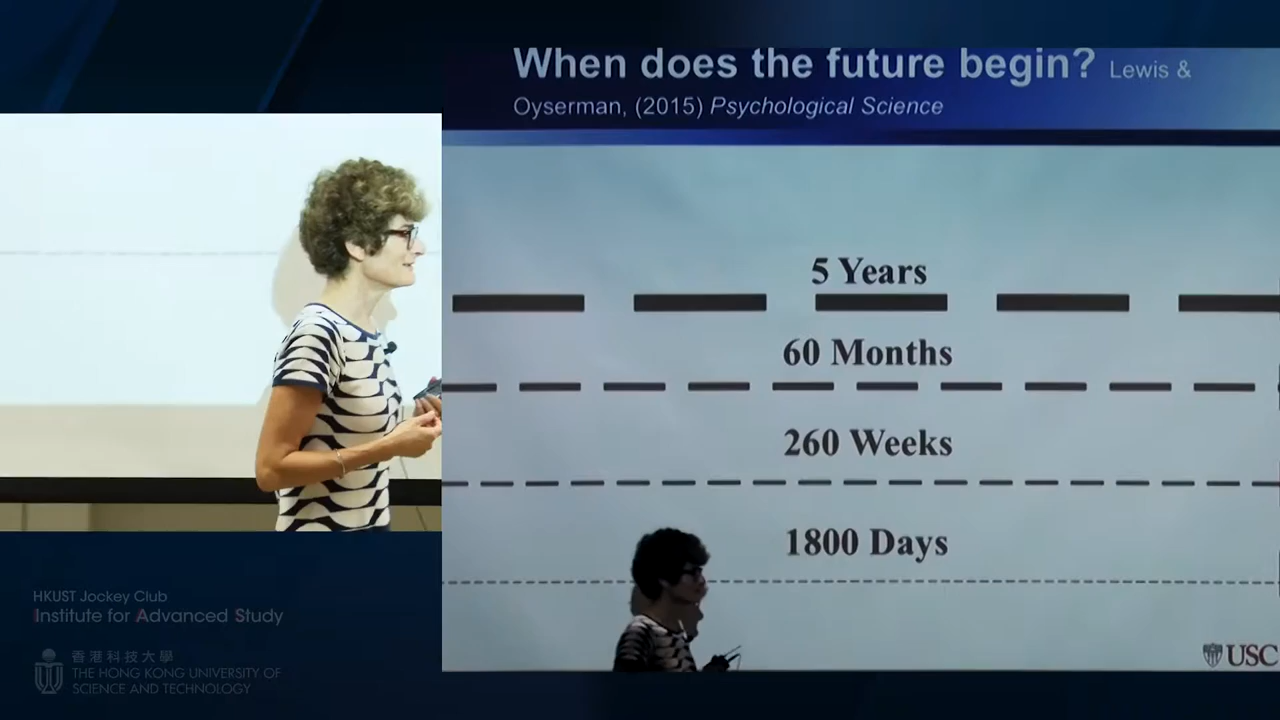 When does the future begin? Lewis &
Oyserman, (2015) Psychological Science
5 Years
60 Months
260 Weeks
1800 Days
USC
HKUST Jockey Club
Institute for Advanced Study
香港科技大學
THE HONG KONG UNIVERSITY OF
SCIENCE AND TECHNOLOGY